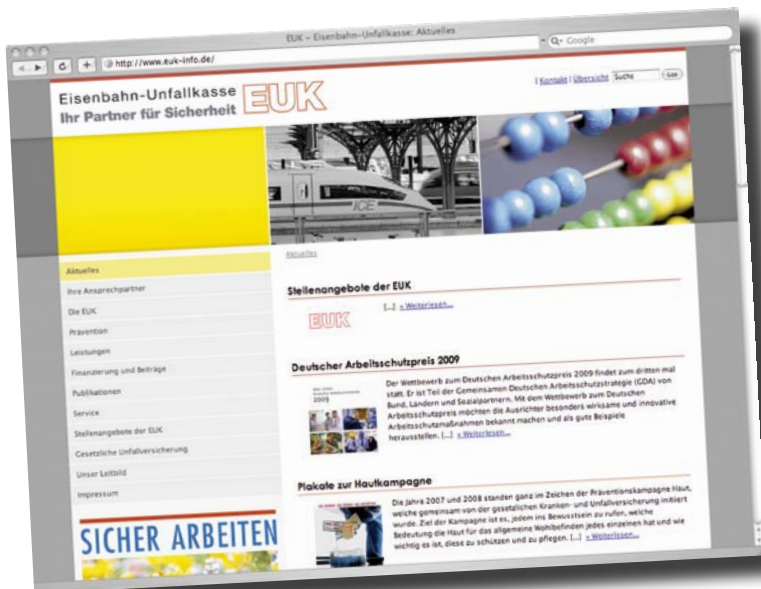 EUK – Eisenbahn-Unfallkasse: Aktuelles
http://www.euk-info.de/
Google
Eisenbahn-Unfallkasse
Ihr Partner für Sicherheit
EUK
| Kontakt | Übersicht
Suche
ICE
Aktuelles
Aktuelles
Ihre Ansprechpartner
Die EUK
Prävention
Leistungen
Finanzierung und Beiträge
Publikationen
Service
Stellenangebote der EUK
Gesetzliche Unfallversicherung
Unser Leitbild
Impressum
SICHER ARBEITEN
Stellenangebote der EUK
EUK
[...] » Weiterlesen...
Deutscher Arbeitsschutzpreis 2009
2009
Der Wettbewerb zum Deutschen Arbeitsschutzpreis 2009 findet zum dritten mal
statt. Er ist Teil der Gemeinsamen Deutschen Arbeitsschutzstrategie (GDA) von
Bund, Ländern und Sozialpartnern. Mit dem Wettbewerb zum Deutschen
Arbeitsschutzpreis möchten die Ausrichter besonders wirksame und innovative
Arbeitsschutzmaßnahmen bekannt machen und als gute Beispiele
herausstellen. [...] » Weiterlesen...
Plakate zur Hautkampagne
Die Jahre 2007 und 2008 standen ganz im Zeichen der Präventionskampagne Haut,
welche gemeinsam von der gesetzlichen Kranken- und Unfallversicherung initiiert
wurde. Ziel der Kampagne ist es, jedem ins Bewusstsein zu rufen, welche
Bedeutung die Haut für das allgemeine Wohlbefinden jedes einzelnen hat und wie
wichtig es ist, diese zu schützen und zu pflegen. [...] » Weiterlesen...